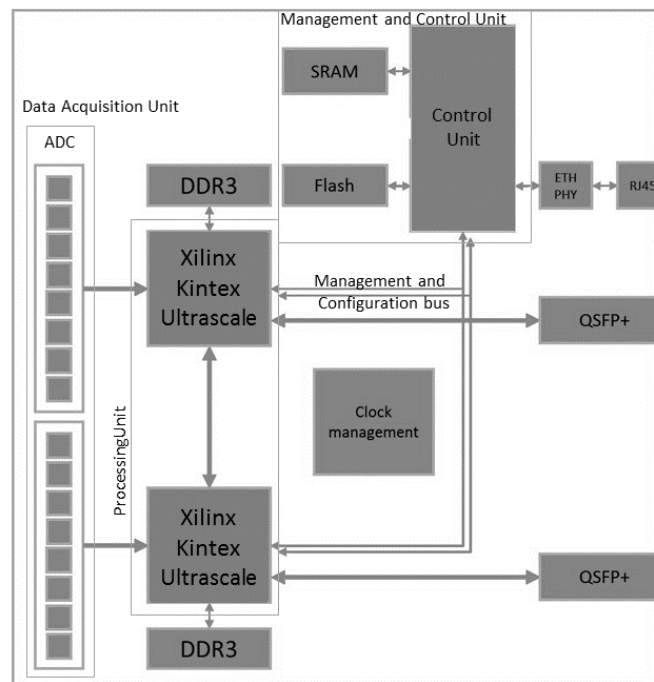 Management and Control Unit
SRAM
Control
Unit
Data Acquisition Unit
ADC
DDR3
Flash
ETH
PHY
RJ45
Xilinx
Kintex
Ultrascale
Management and
Configuration bus
QSFP+
ProcessingUnit
Clock
management
Xilinx
Kintex
Ultrascale
QSFP+
DDR3